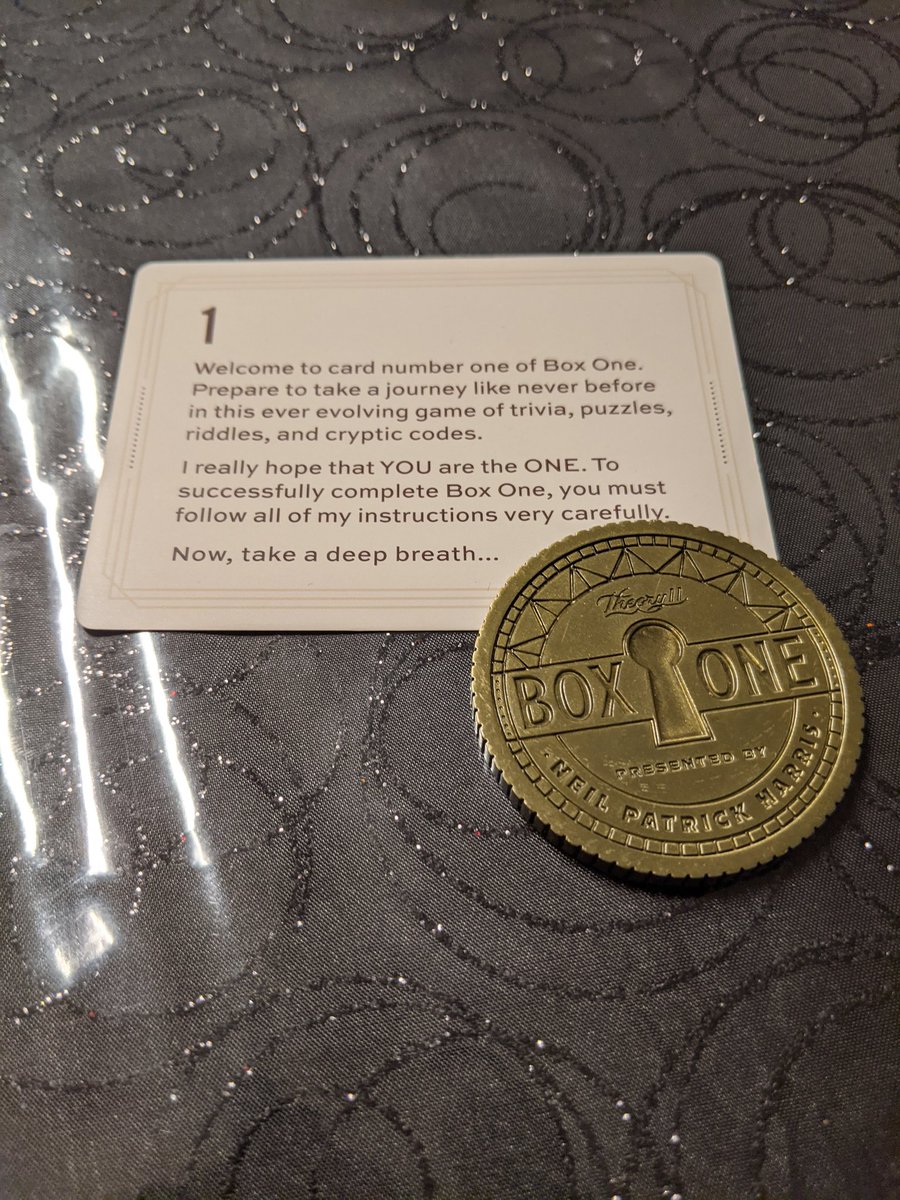 1
Welcome to card number one of Box One.
Prepare to take a journey like never before
in this ever evolving game of trivia, puzzles,
riddles, and cryptic codes.
I really hope that YOU are the ONE. To
successfully complete Box One, you must
follow all of my instructions very carefully.
Now, take a deep breath...
Theory11
BOX ONE
PRESENTED BY
· NEIL PATRICK HARRIS ·